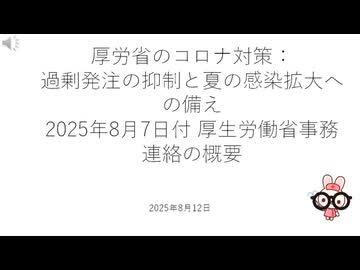 厚労省のコロナ対策：
過剰発注の抑制と夏の感染拡大へ
の備え
2025年8月7日付 厚生労働省事務
連絡の概要
2025年8月12日